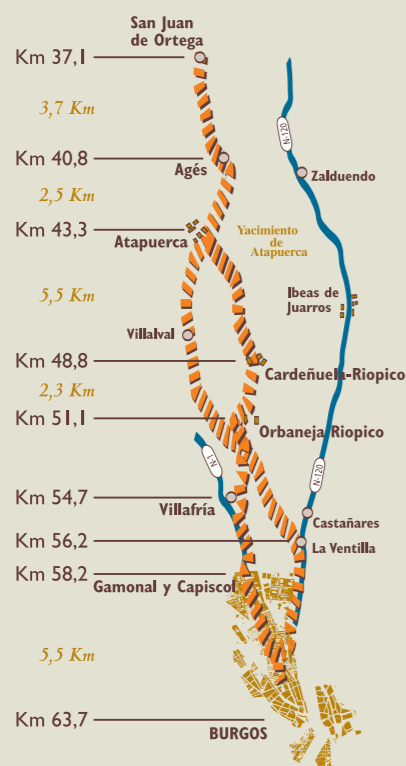 San Juan
de Ortega
Km 37,1
3,7 Km
N-120
Km 40,8
Agés
Zalduendo
2,5 Km
Km 43,3
Atapuerca
Yacimiento
de
Atapuerca
5,5 Km
Ibeas de
Juarros
Villalval
Km 48,8
Cardeñuela-Riopico
2,3 Km
Km 51,1
Orbaneja Riopico
N-1
N-120
Km 54,7
Villafría
Castañares
Km 56,2
La Ventilla
Km 58,2
Gamonal y Capiscol
5,5 Km
Km 63,7
BURGOS